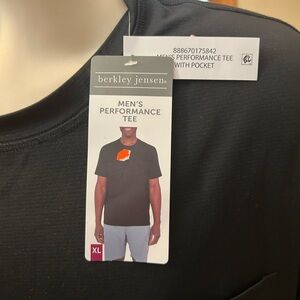 888670175842
MEN'S PERFORMANCE TEE
WITH POCKET
berkley jensen
MEN'S
PERFORMANCE
TEE
XL